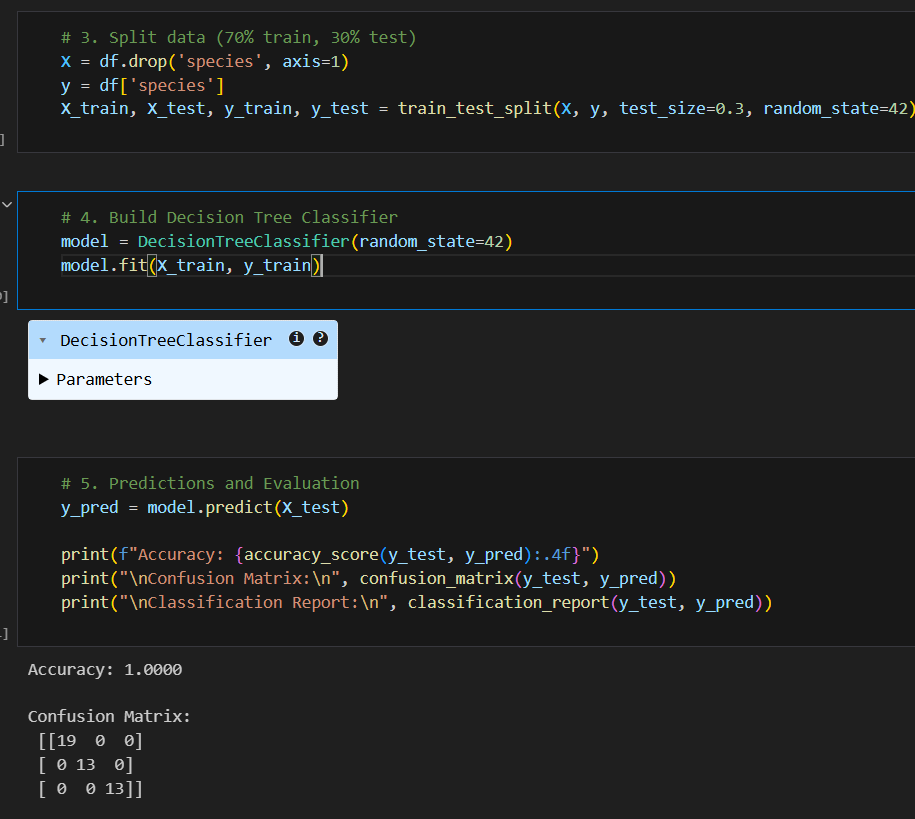 # 3. Split data (70% train, 30% test)
X = df.drop('species', axis=1)
y = df['species']
X_train, X_test, y_train, y_test = train_test_split(X, y, test_size=0.3, random_state=42)
]
# 4. Build Decision Tree Classifier
model = DecisionTreeClassifier(random_state=42)
model.fit(X_train, y_train)
]
DecisionTreeClassifier i ?
Parameters
# 5. Predictions and Evaluation
y_pred = model.predict(X_test)
print(f"Accuracy: {accuracy_score(y_test, y_pred):.4f}")
print("\nConfusion Matrix:\n", confusion_matrix(y_test, y_pred))
print("\nClassification Report:\n", classification_report(y_test, y_pred))
]
Accuracy: 1.0000
Confusion Matrix:
[[19  0  0]
[ 0 13  0]
[ 0  0 13]]